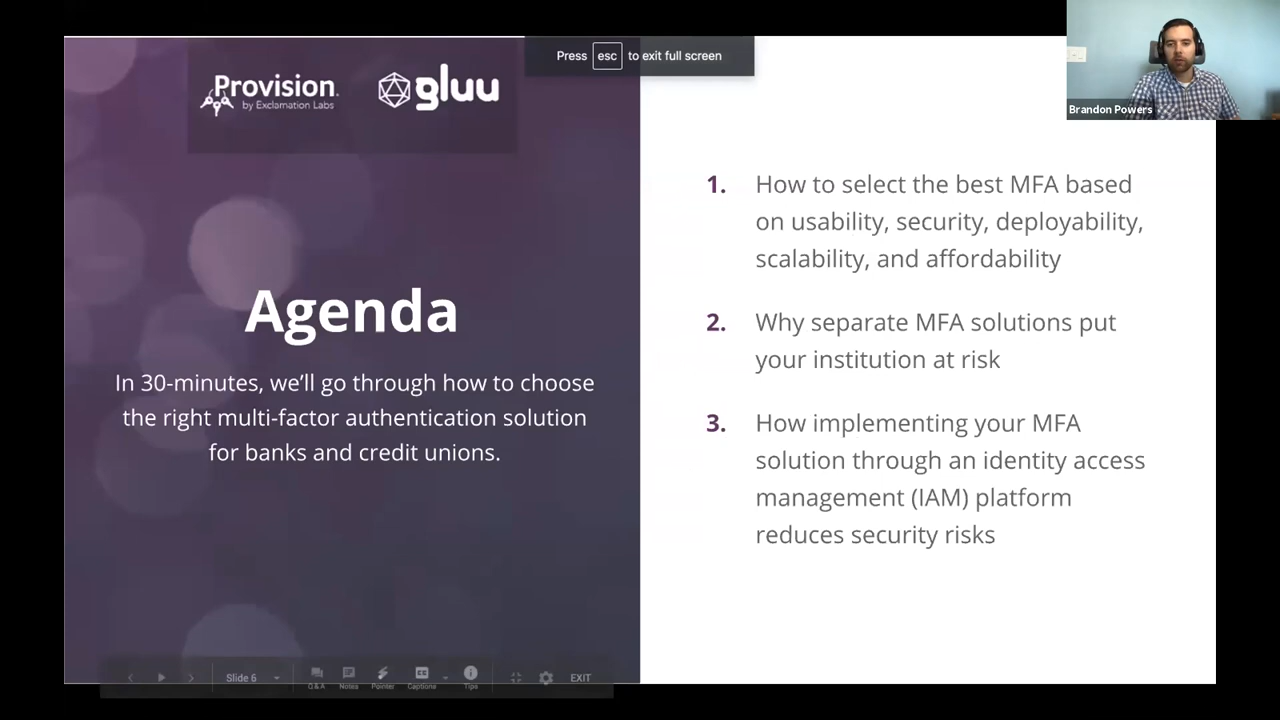 Press esc to exit full screen
Provision.
by Exclamation Labs
gluu
Brandon Powers
Agenda
In 30-minutes, we’ll go through how to choose
the right multi-factor authentication solution
for banks and credit unions.
1. How to select the best MFA based
on usability, security, deployability,
scalability, and affordability
2. Why separate MFA solutions put
your institution at risk
3. How implementing your MFA
solution through an identity access
management (IAM) platform
reduces security risks
Slide 6
Q&A
Notes
Pointer
Captions
Tips
EXIT